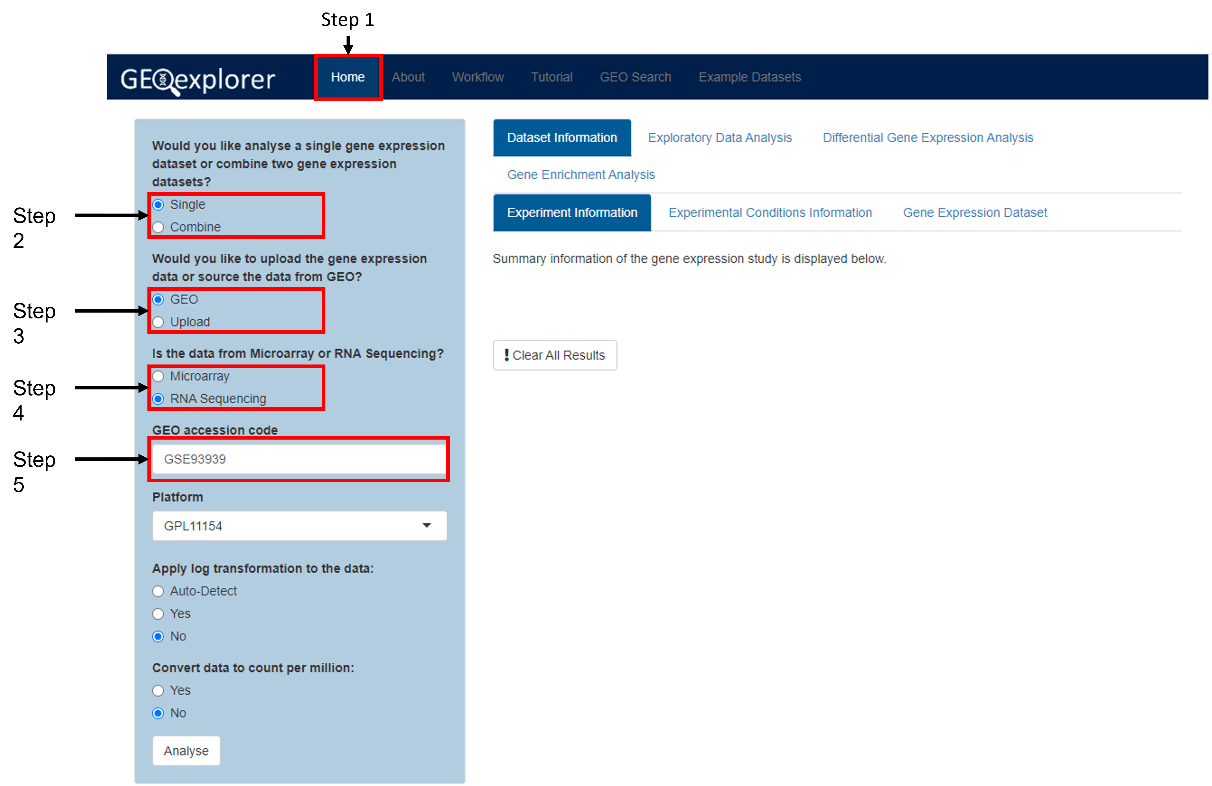 Step 1
GEOexplorer
Home About Workflow Tutorial GEO Search Example Datasets
Would you like analyse a single gene expression
dataset or combine two gene expression
datasets?
Step
2
Single
Combine
Would you like to upload the gene expression
data or source the data from GEO?
Step
3
GEO
Upload
Is the data from Microarray or RNA Sequencing?
Step
4
Microarray
RNA Sequencing
GEO accession code
Step
5
GSE93939
Platform
GPL11154
Apply log transformation to the data:
Auto-Detect
Yes
No
Convert data to count per million:
Yes
No
Analyse
Dataset Information Exploratory Data Analysis Differential Gene Expression Analysis
Gene Enrichment Analysis
Experiment Information Experimental Conditions Information Gene Expression Dataset
Summary information of the gene expression study is displayed below.
! Clear All Results